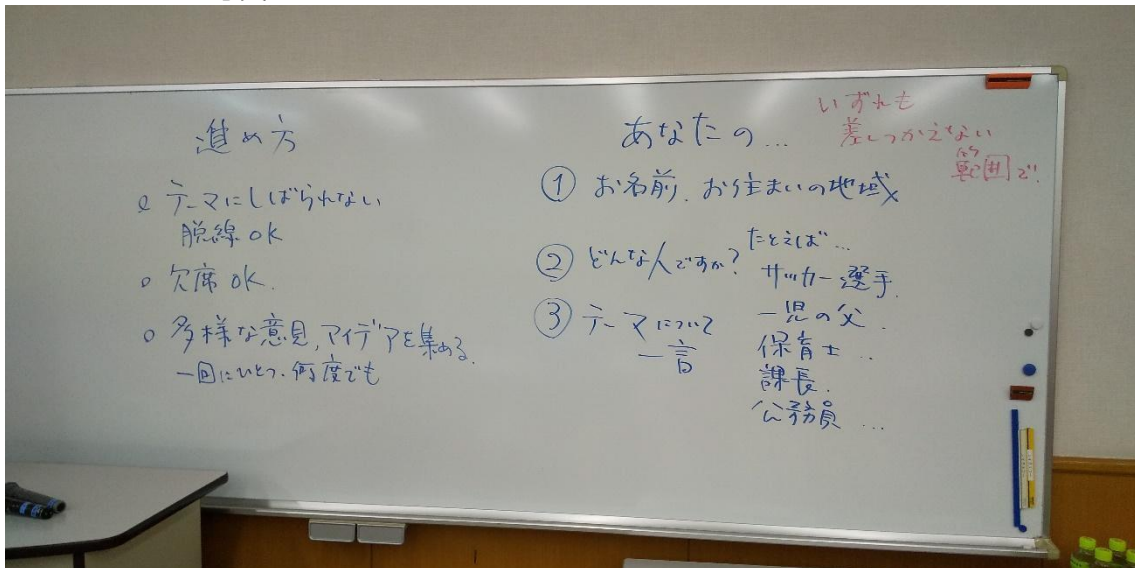 進め方
○ テーマにしばられない
脱線OK
○ 欠席OK.
○ 多様な意見,アイデアを集める.
一回にひとつ.何度でも
あなたの...
いずれも
差しつかえない
範囲で.
① お名前.お住まいの地域
② どんな人ですか?
たとえば...
サッカー選手.
一児の父.
保育士...
課長.
公務員...
③ テーマについて
一言